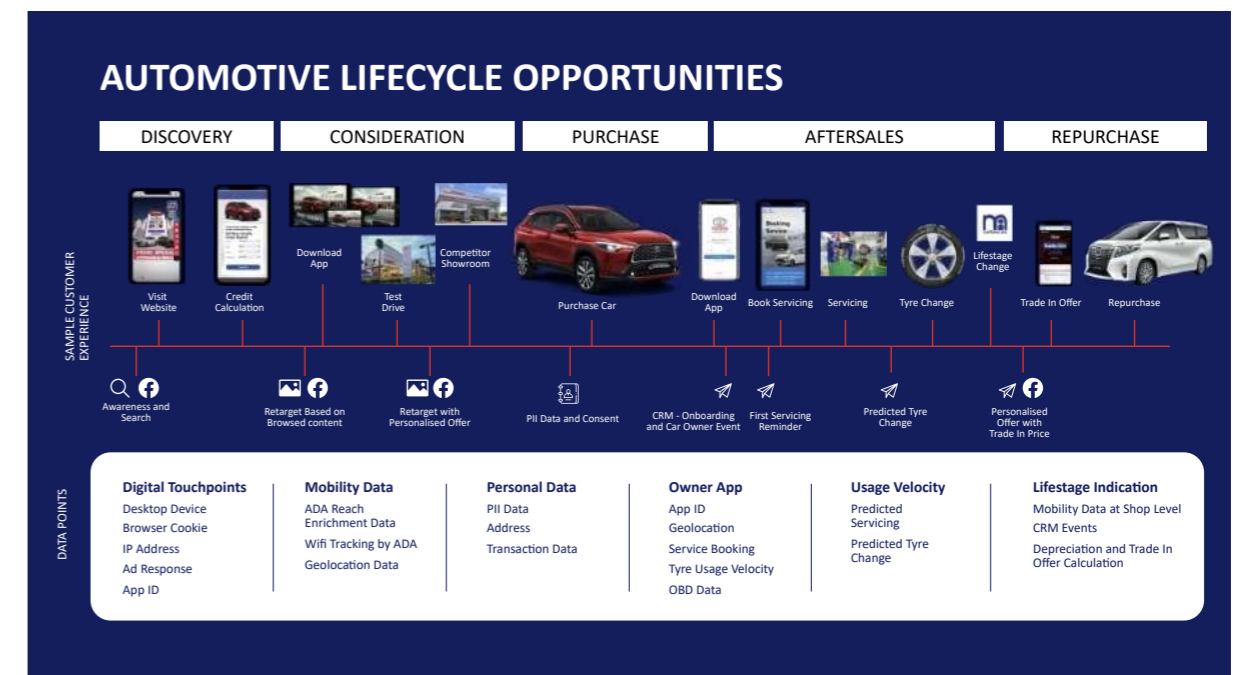 AUTOMOTIVE LIFECYCLE OPPORTUNITIES
DISCOVERY
CONSIDERATION
PURCHASE
AFTERSALES
REPURCHASE
SAMPLE CUSTOMER
EXPERIENCE
Visit
Website
Credit
Calculation
Download
App
Test
Drive
Competitor
Showroom
Purchase Car
Download
App
Booking
Service
Book Servicing
Servicing
Tyre Change
Lifestage
Change
Trade In Offer
Repurchase
Awareness and
Search
Retarget Based on
Browsed content
Retarget with
Personalised Offer
PII Data and Consent
CRM - Onboarding
and Car Owner Event
First Servicing
Reminder
Predicted Tyre
Change
Personalised
Offer with
Trade In Price
DATA POINTS
Digital Touchpoints
Desktop Device
Browser Cookie
IP Address
Ad Response
App ID
Mobility Data
ADA Reach
Enrichment Data
Wifi Tracking by ADA
Geolocation Data
Personal Data
PII Data
Address
Transaction Data
Owner App
App ID
Geolocation
Service Booking
Tyre Usage Velocity
OBD Data
Usage Velocity
Predicted
Servicing
Predicted Tyre
Change
Lifestage Indication
Mobility Data at Shop Level
CRM Events
Depreciation and Trade In
Offer Calculation